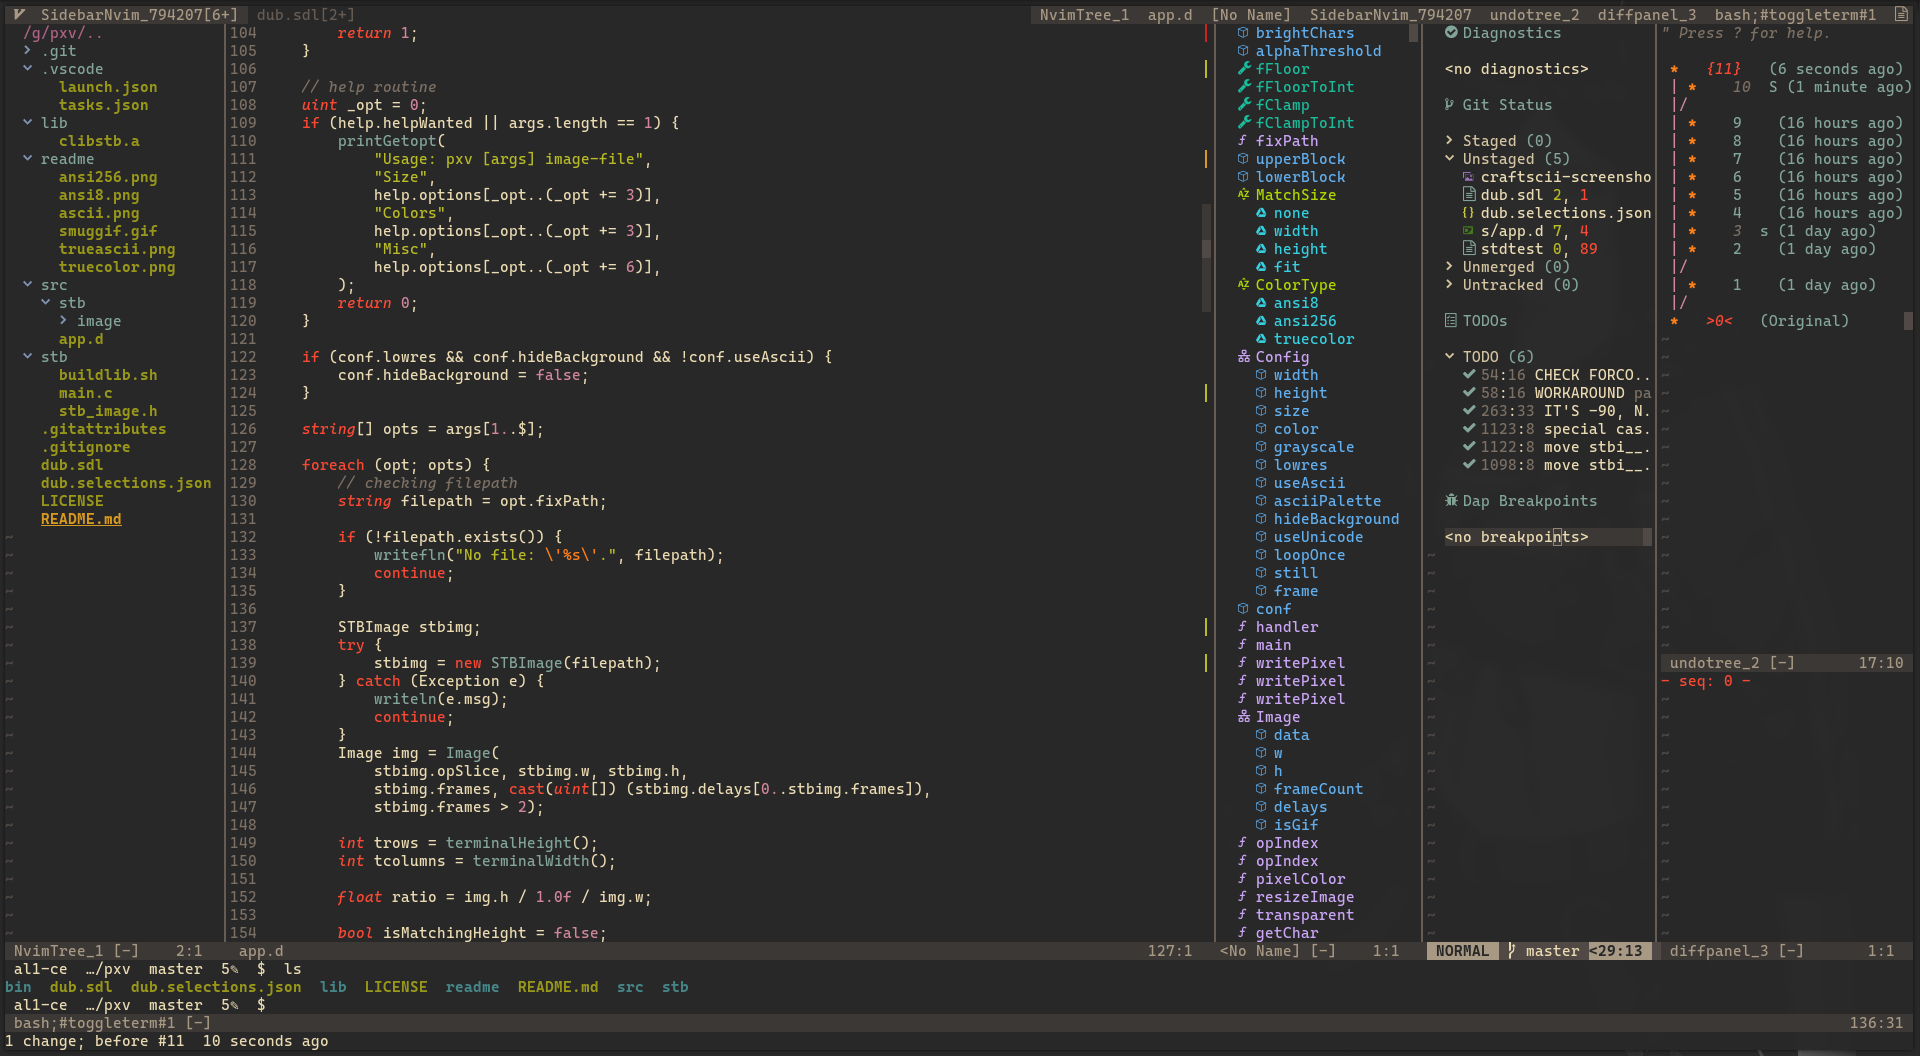 SidebarNvim_794207[6+] dub.sdl[2+] NvimTree_1 app.d [No Name] SidebarNvim_794207 undotree_2 diffpanel_3 bash;#toggleterm#1
/g/pxv/..
> .git
.vscode
launch.json
tasks.json
lib
clibstb.a
readme
ansi256.png
ansi8.png
ascii.png
smuggif.gif
trueascii.png
truecolor.png
src
stb
> image
app.d
stb
buildlib.sh
main.c
stb_image.h
.gitattributes
.gitignore
dub.sdl
dub.selections.json
LICENSE
README.md
NvimTree_1 [-] 2:1
104 return 1;
105 }
106
107 // help routine
108 uint _opt = 0;
109 if (help.helpWanted || args.length == 1) {
110 printGetopt(
111 "Usage: pxv [args] image-file",
112 "Size",
113 help.options[_opt..(_opt += 3)],
114 "Colors",
115 help.options[_opt..(_opt += 3)],
116 "Misc",
117 help.options[_opt..(_opt += 6)],
118 );
119 return 0;
120 }
121
122 if (conf.lowres && conf.hideBackground && !conf.useAscii) {
123 conf.hideBackground = false;
124 }
125
126 string[] opts = args[1..$];
127
128 foreach (opt; opts) {
129 // checking filepath
130 string filepath = opt.fixPath;
131
132 if (!filepath.exists()) {
133 writefln("No file: \'%s\'.", filepath);
134 continue;
135 }
136
137 STBImage stbimg;
138 try {
139 stbimg = new STBImage(filepath);
140 } catch (Exception e) {
141 writeln(e.msg);
142 continue;
143 }
144 Image img = Image(
145 stbimg.opSlice, stbimg.w, stbimg.h,
146 stbimg.frames, cast(uint[]) (stbimg.delays[0..stbimg.frames]),
147 stbimg.frames > 2);
148
149 int trows = terminalHeight();
150 int tcolumns = terminalWidth();
151
152 float ratio = img.h / 1.0f / img.w;
153
154 bool isMatchingHeight = false;
app.d 127:1
brightChars
alphaThreshold
fFloor
fFloorToInt
fClamp
fClampToInt
fixPath
upperBlock
lowerBlock
MatchSize
none
width
height
fit
ColorType
ansi8
ansi256
truecolor
Config
width
height
size
color
grayscale
lowres
useAscii
asciiPalette
hideBackground
useUnicode
loopOnce
still
frame
conf
handler
main
writePixel
writePixel
writePixel
Image
data
w
h
frameCount
delays
isGif
opIndex
opIndex
pixelColor
resizeImage
transparent
getChar
<No Name] [-] 1:1
Diagnostics
<no diagnostics>
Git Status
> Staged (0)
Unstaged (5)
craftscii-screensho
dub.sdl 2, 1
dub.selections.json
s/app.d 7, 4
stdtest 0, 89
> Unmerged (0)
> Untracked (0)
TODOs
TODO (6)
54:16 CHECK FORCO..
58:16 WORKAROUND pa
263:33 IT'S -90, N.
1123:8 special cas.
1122:8 move stbi__.
1098:8 move stbi__.
Dap Breakpoints
<no breakpoints>
NORMAL master <29:13
" Press ? for help.
* {11} (6 seconds ago)
| * 10 S (1 minute ago)
|/
| * 9 (16 hours ago)
| * 8 (16 hours ago)
| * 7 (16 hours ago)
| * 6 (16 hours ago)
| * 5 (16 hours ago)
| * 4 (16 hours ago)
| * 3 s (1 day ago)
| * 2 (1 day ago)
|/
| * 1 (1 day ago)
|/
* >0< (Original)
undotree_2 [-] 17:10
- seq: 0 -
diffpanel_3 [-] 1:1
al1-ce …/pxv master 5✎ $ ls
bin dub.sdl dub.selections.json lib LICENSE readme README.md src stb
al1-ce …/pxv master 5✎ $
bash;#toggleterm#1 [-] 136:31
1 change; before #11 10 seconds ago